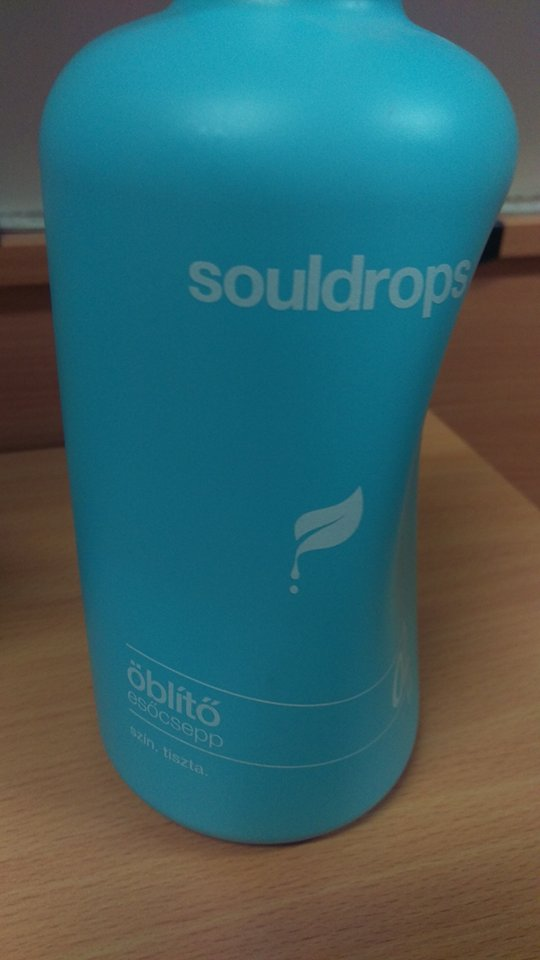 souldrops
öblítő
esőcsepp
szín. tiszta.